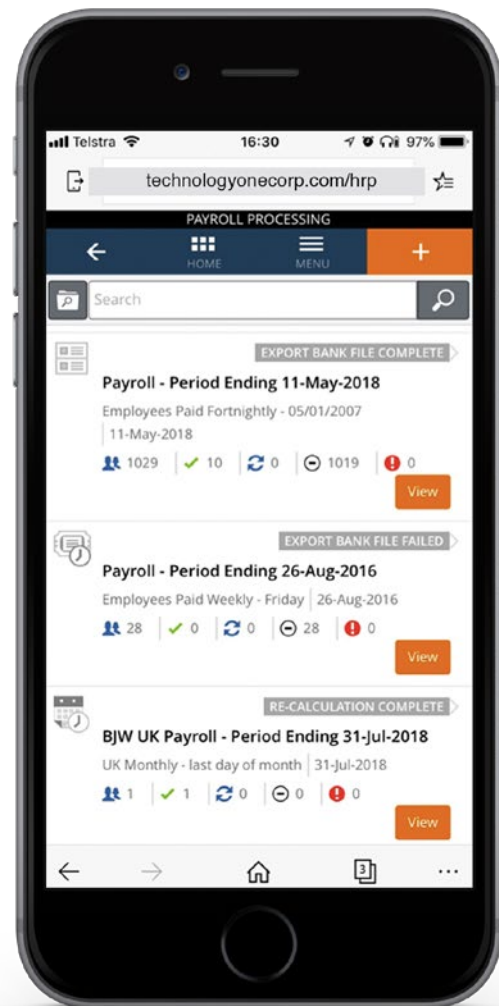 Telstra 16:30 97%
technologyonecorp.com/hrp
PAYROLL PROCESSING
HOME MENU
Search
EXPORT BANK FILE COMPLETE
Payroll - Period Ending 11-May-2018
Employees Paid Fortnightly - 05/01/2007
11-May-2018
1029 10 0 1019 0
View
EXPORT BANK FILE FAILED
Payroll - Period Ending 26-Aug-2016
Employees Paid Weekly - Friday 26-Aug-2016
28 0 0 28 0
View
RE-CALCULATION COMPLETE
BJW UK Payroll - Period Ending 31-Jul-2018
UK Monthly - last day of month 31-Jul-2018
1 1 0 0 0
View
3